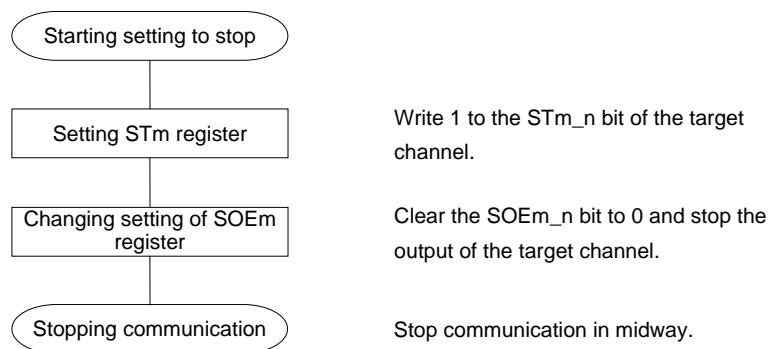 Starting setting to stop
Setting STm register
Write 1 to the STm_n bit of the target
channel.
Changing setting of SOEm
register
Clear the SOEm_n bit to 0 and stop the
output of the target channel.
Stopping communication
Stop communication in midway.